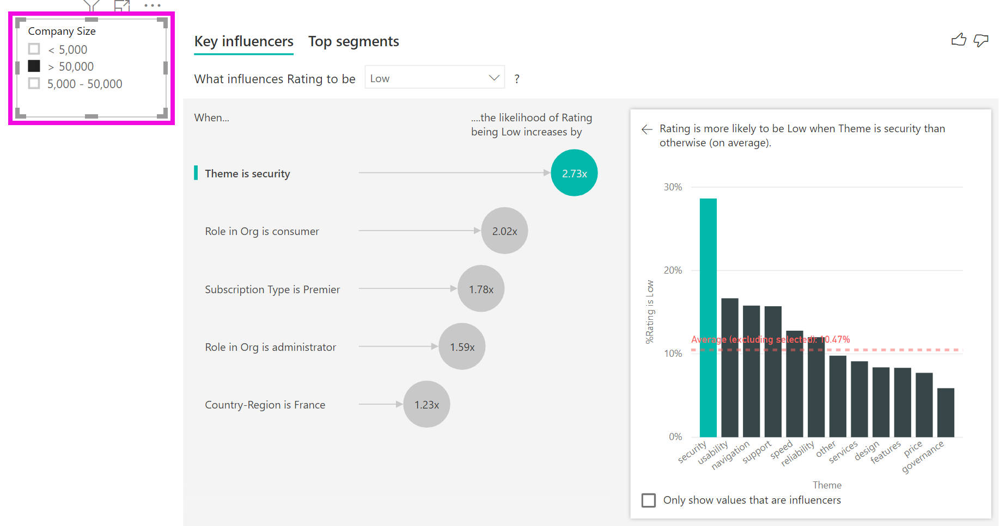 Company Size
< 5,000
> 50,000
5,000 - 50,000
Key influencers
Top segments
What influences Rating to be
Low
?
When...
....the likelihood of Rating
being Low increases by
Theme is security
2.73x
Role in Org is consumer
2.02x
Subscription Type is Premier
1.78x
Role in Org is administrator
1.59x
Country-Region is France
1.23x
Rating is more likely to be Low when Theme is security than
otherwise (on average).
30%
20%
10%
0%
%Rating is Low
Average (excluding selected): 10.47%
security
usability
navigation
support
speed
reliability
other
services
design
features
price
governance
Theme
Only show values that are influencers